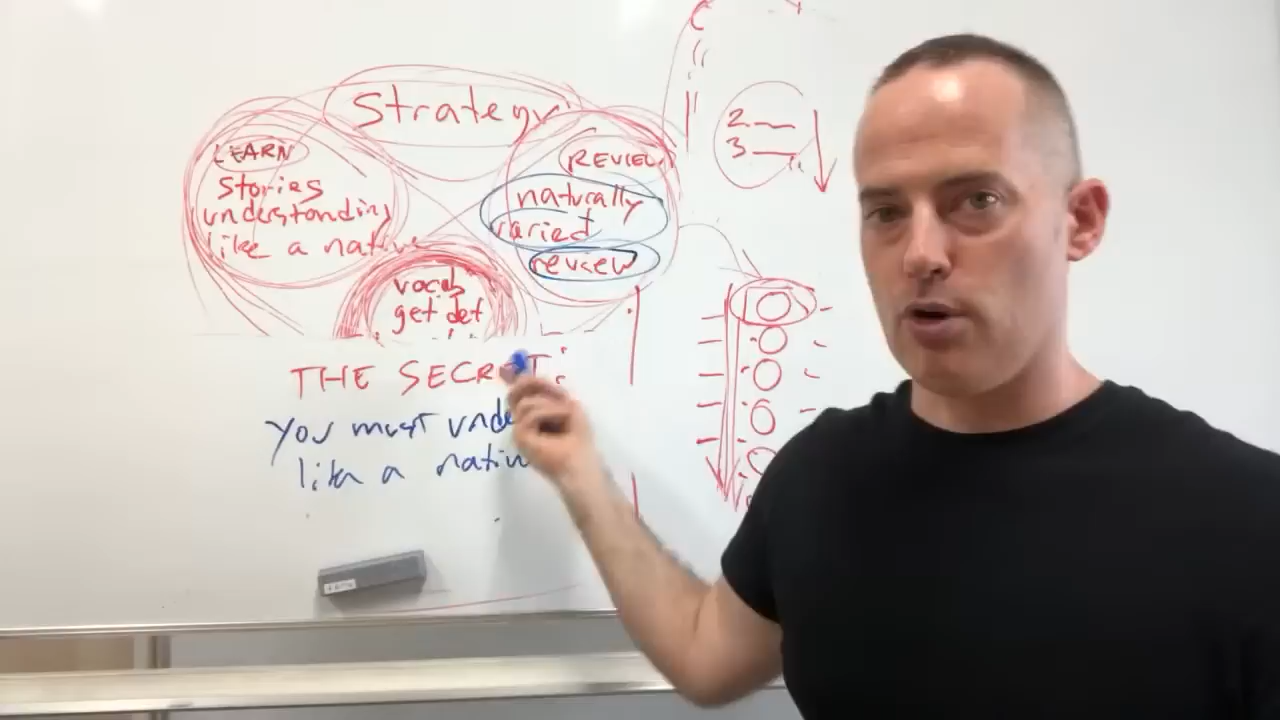 Strategy
LEARN
stories
understanding
like a native
REVIEW
naturally
varied
review
vocab
get def
THE SECRET:
you must unde
like a nativ
2.
3